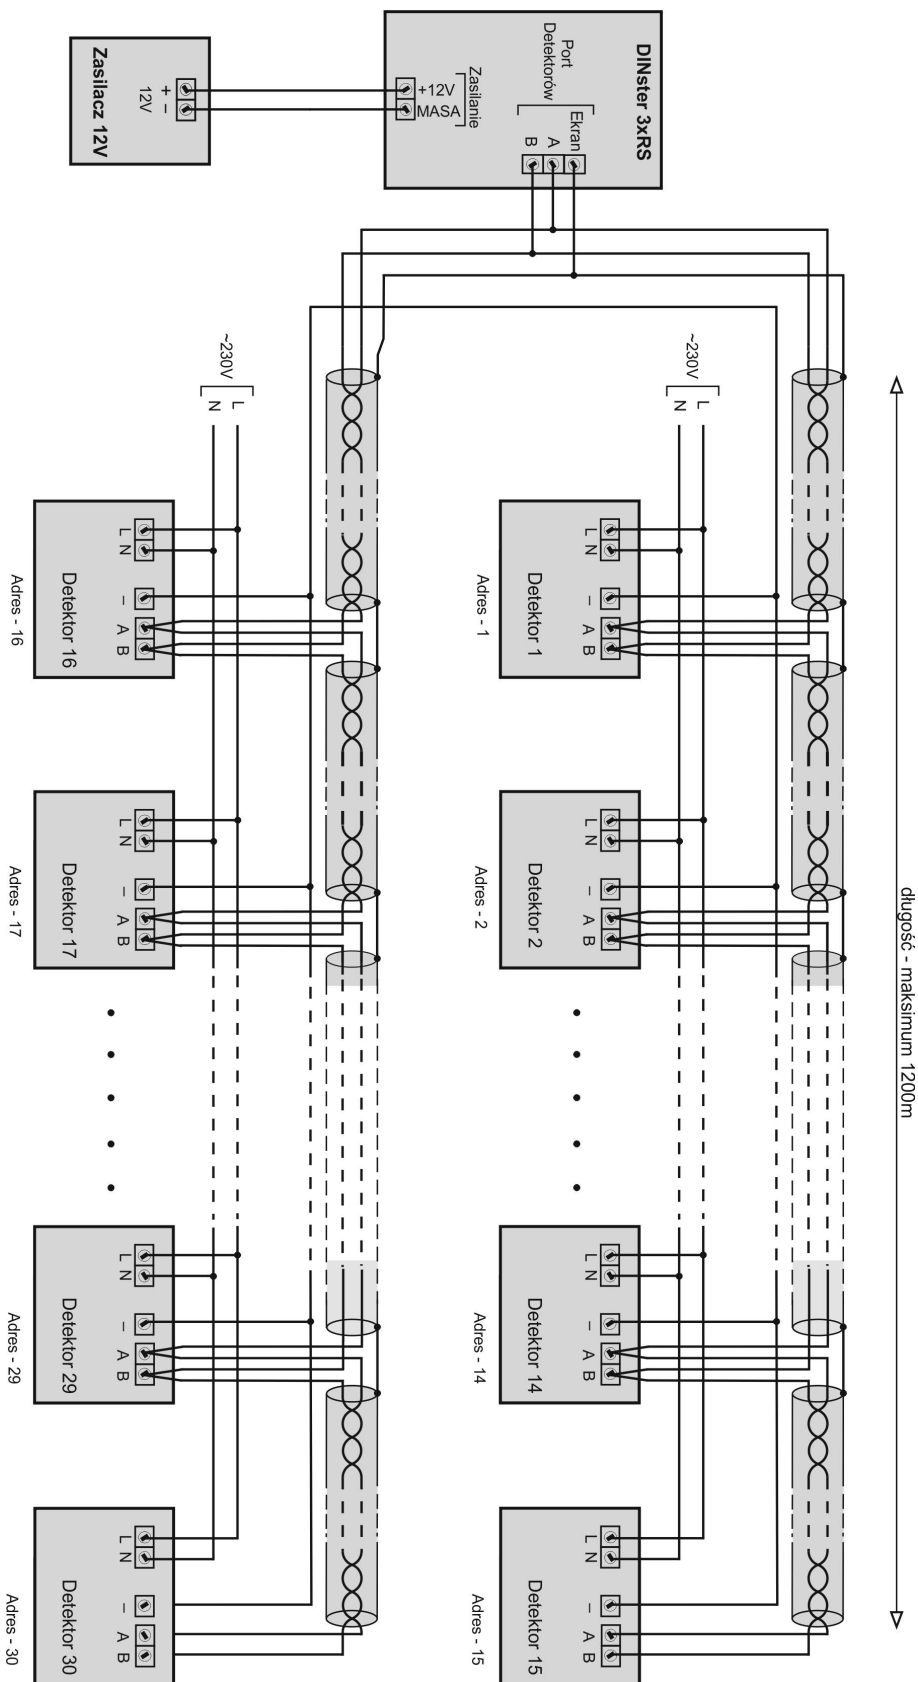 DINster 3xRS
Port
Detektorów
Ekran
A
B
Zasilanie
+12V
MASA
Zasilacz 12V
12V
+
–
długość - maksimum 1200m
~230V
L
N
L
N
–
A
B
Detektor 1
Adres - 1
L
N
–
A
B
Detektor 2
Adres - 2
L
N
–
A
B
Detektor 14
Adres - 14
L
N
–
A
B
Detektor 15
Adres - 15
~230V
L
N
L
N
–
A
B
Detektor 16
Adres - 16
L
N
–
A
B
Detektor 17
Adres - 17
L
N
–
A
B
Detektor 29
Adres - 29
L
N
–
A
B
Detektor 30
Adres - 30